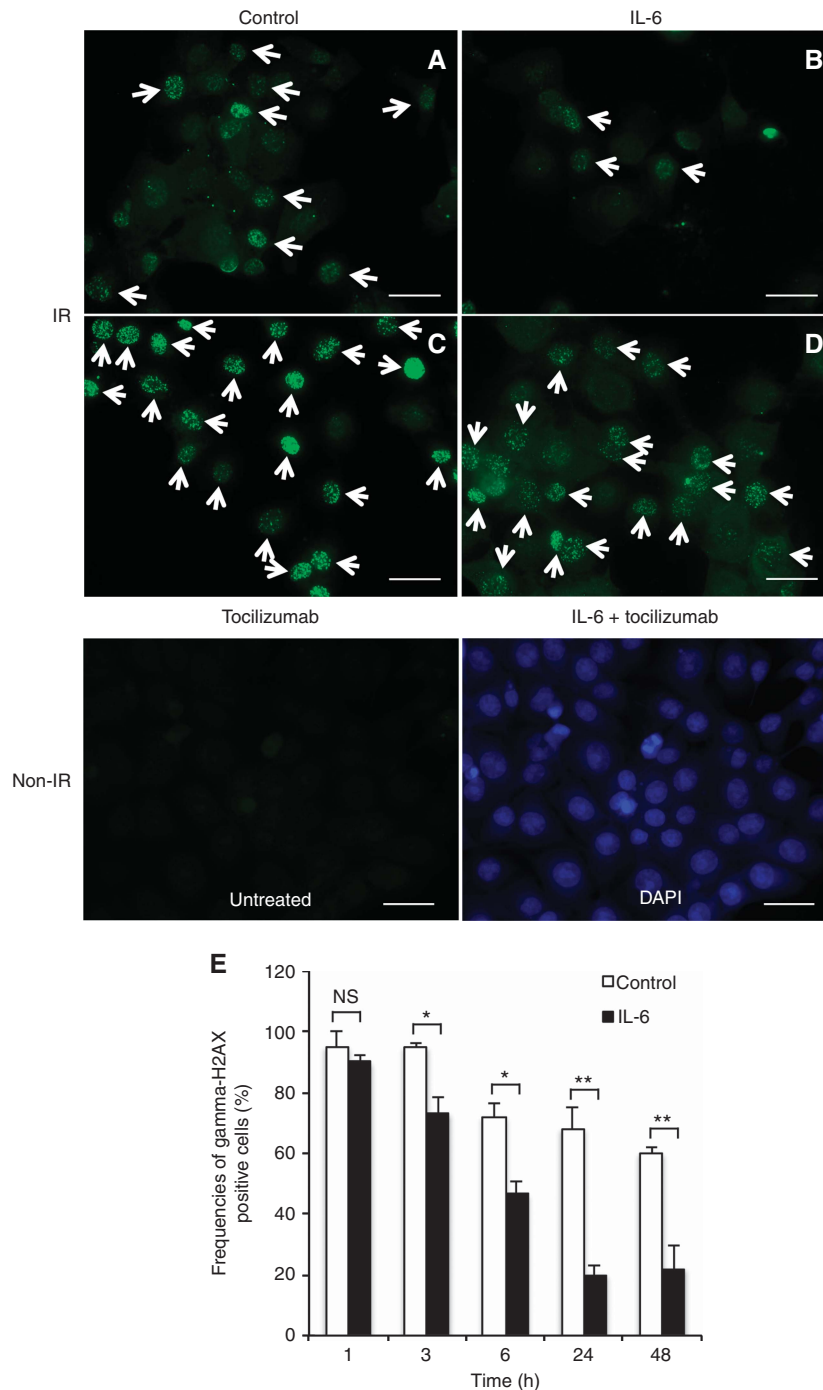 Control
IL-6
A
B
IR
C
D
Tocilizumab
IL-6 + tocilizumab
Non-IR
Untreated
DAPI
E
120
100
80
60
40
20
0
Frequencies of gamma-H2AX
positive cells (%)
NS
*
*
**
**
Control
IL-6
1
3
6
24
48
Time (h)